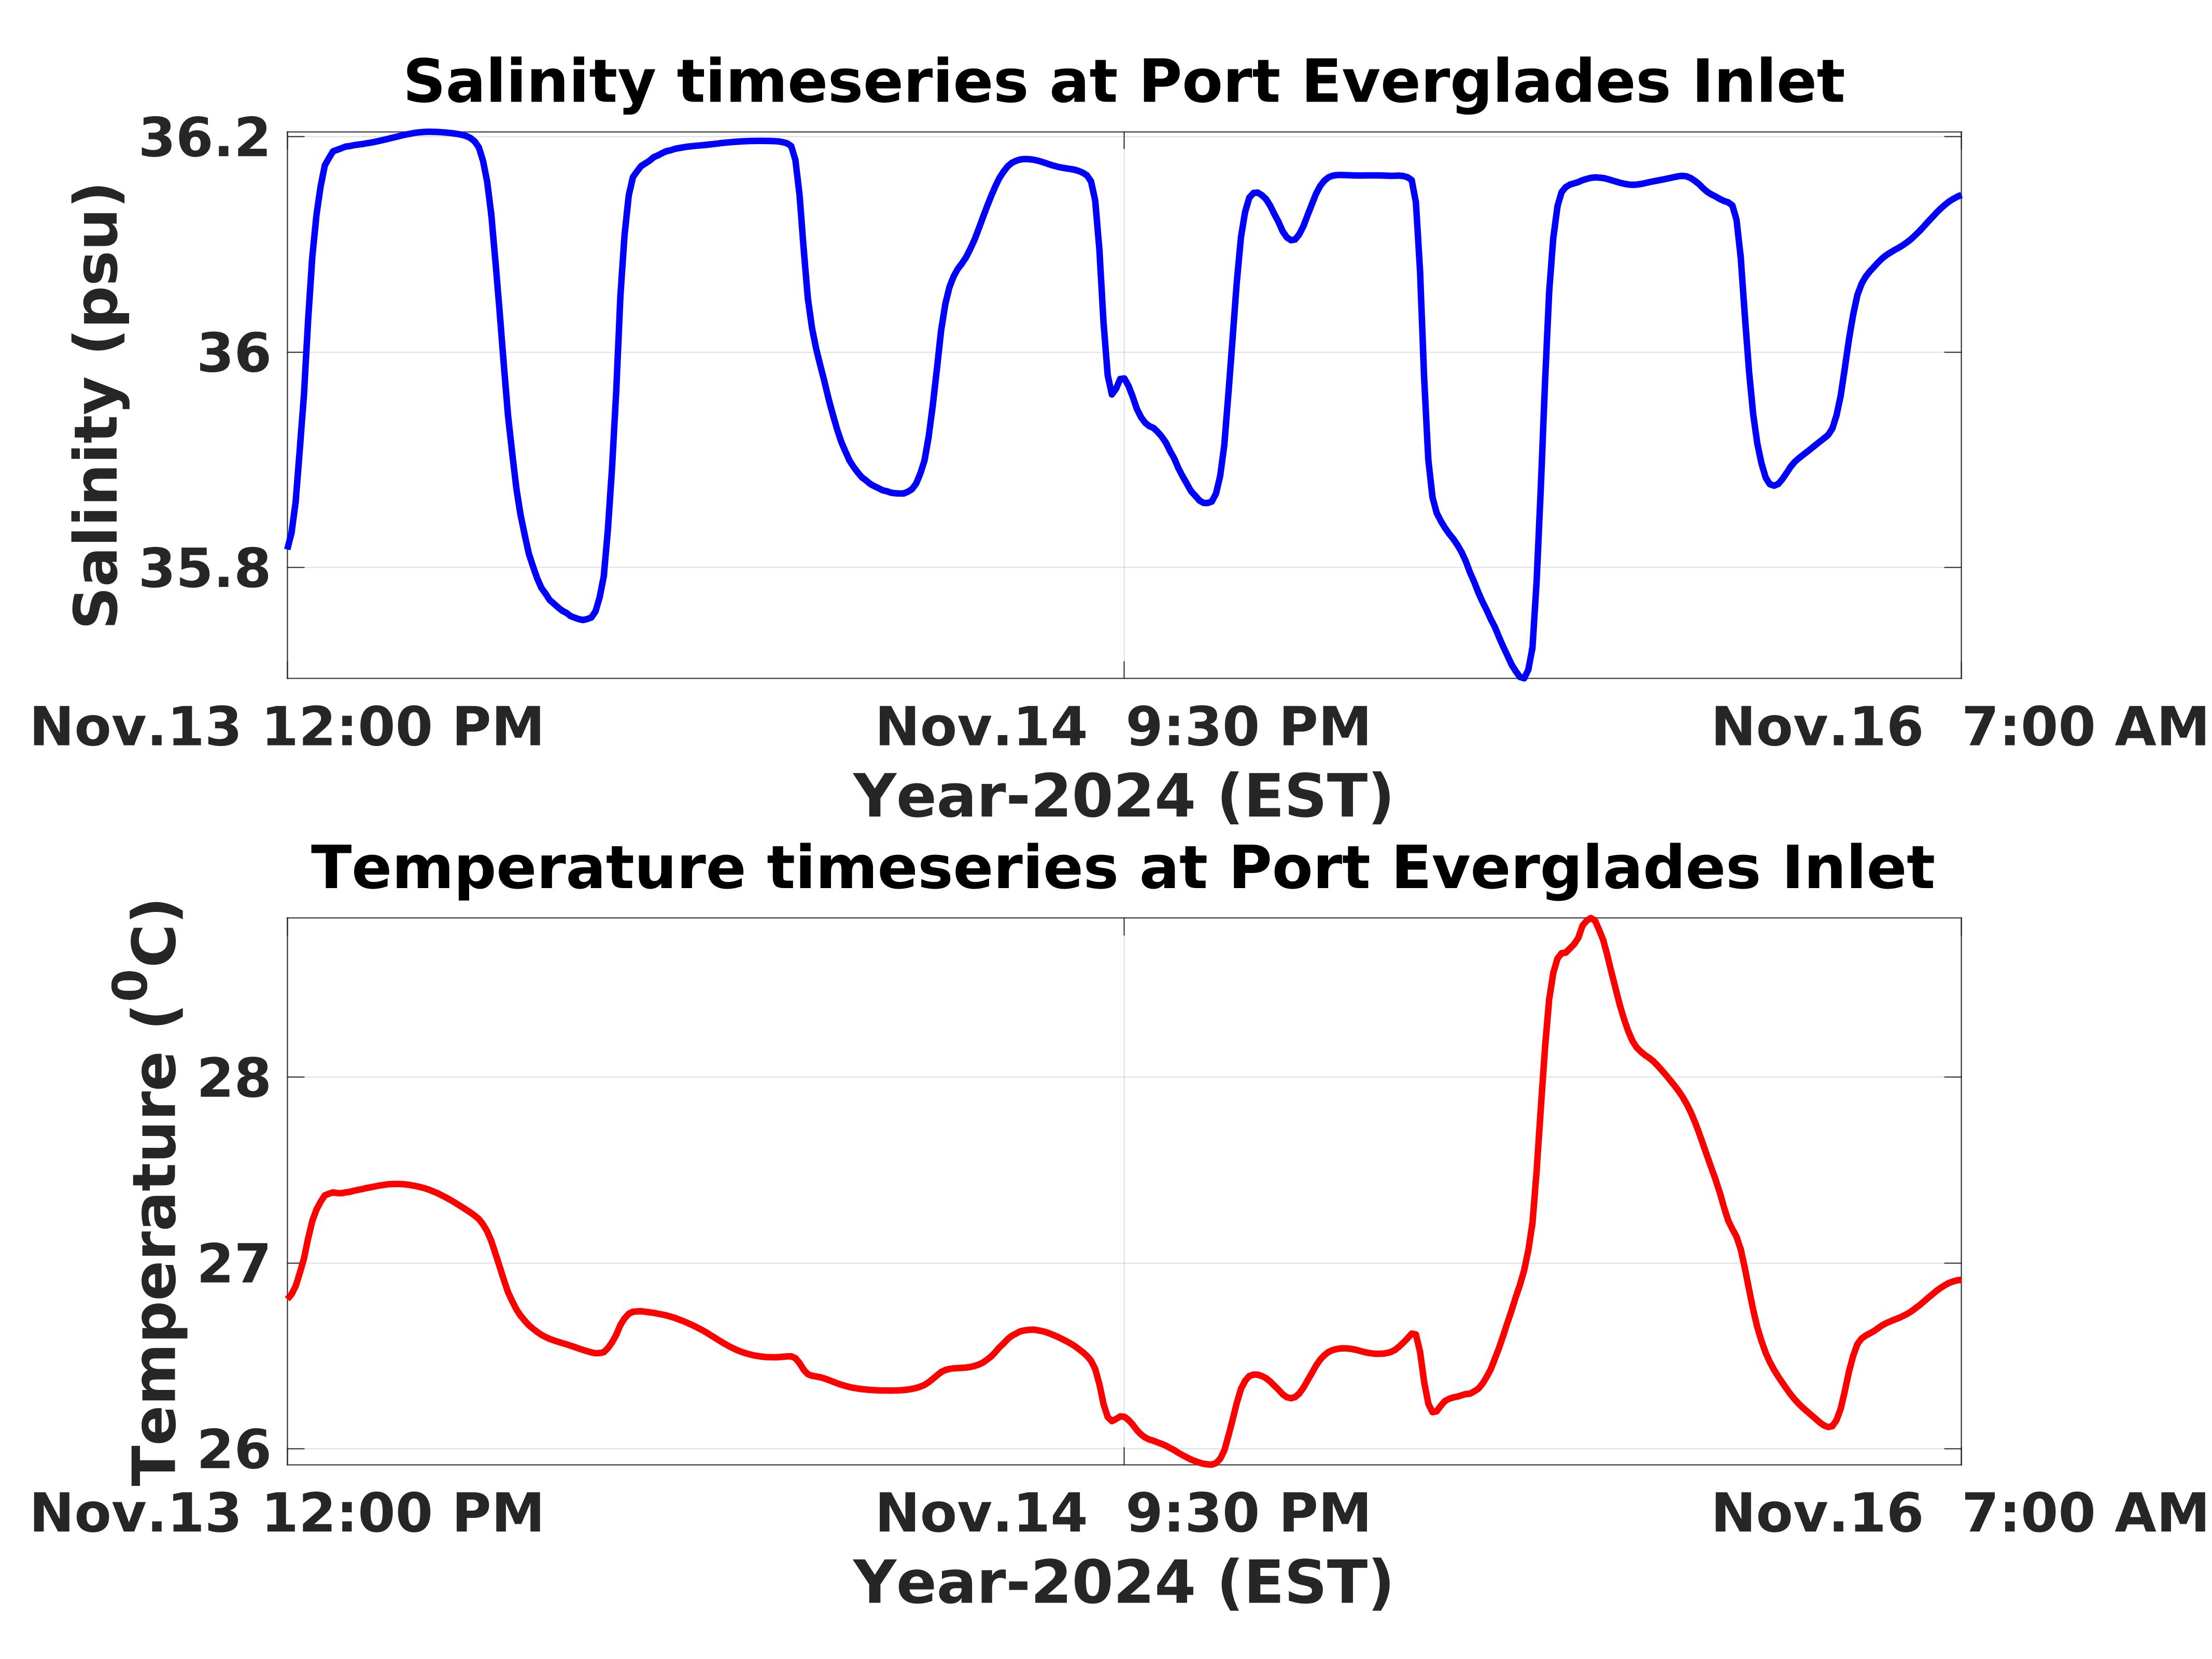 Salinity timeseries at Port Everglades Inlet
Salinity (psu)
36.2
36
35.8
Nov.13 12:00 PM
Nov.14  9:30 PM
Nov.16  7:00 AM
Year-2024 (EST)
Temperature timeseries at Port Everglades Inlet
Temperature (⁰C)
28
27
26
Nov.13 12:00 PM
Nov.14  9:30 PM
Nov.16  7:00 AM
Year-2024 (EST)